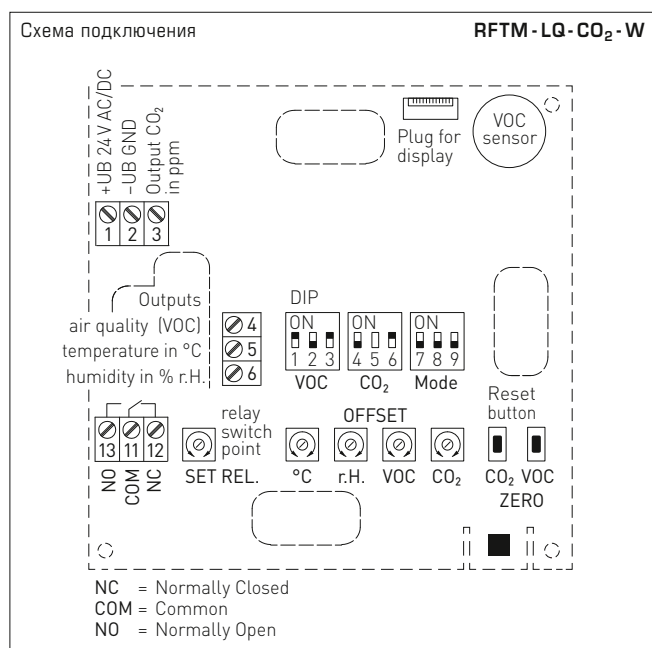 Схема подключения
RFTM - LQ - CO₂ - W
+UB 24 V AC/DC
–UB GND
Output CO₂
in ppm
1 2 3
Plug for
display
VOC
sensor
Outputs
air quality (VOC)
temperature in °C
humidity in % r.H.
4
5
6
DIP
ON ON ON
1 2 3 4 5 6 7 8 9
VOC CO₂ Mode
13 11 12
NO
COM
NC
relay
switch
point
SET REL.
OFFSET
°C r.H. VOC CO₂
Reset
button
CO₂ VOC
ZERO
NC = Normally Closed
COM = Common
NO = Normally Open